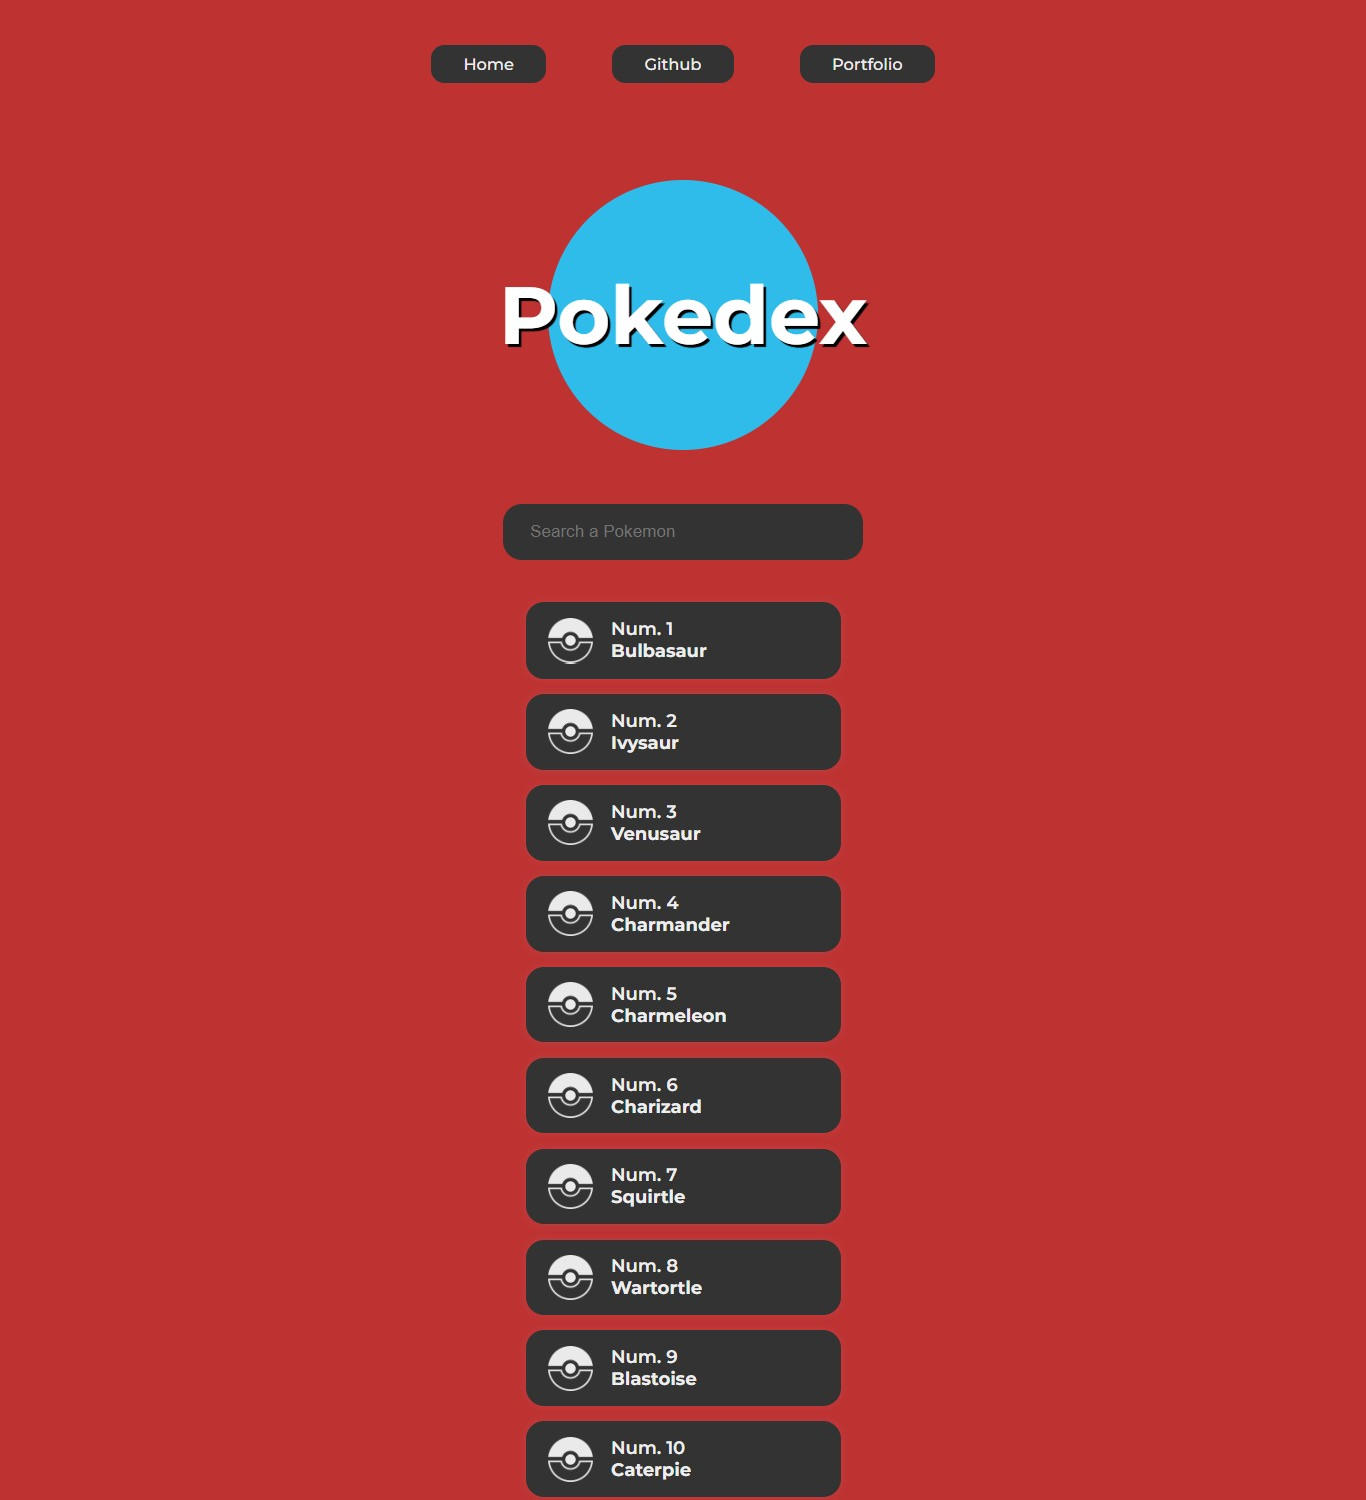 Home
Github
Portfolio
Pokedex
Search a Pokemon
Num. 1
Bulbasaur
Num. 2
Ivysaur
Num. 3
Venusaur
Num. 4
Charmander
Num. 5
Charmeleon
Num. 6
Charizard
Num. 7
Squirtle
Num. 8
Wartortle
Num. 9
Blastoise
Num. 10
Caterpie